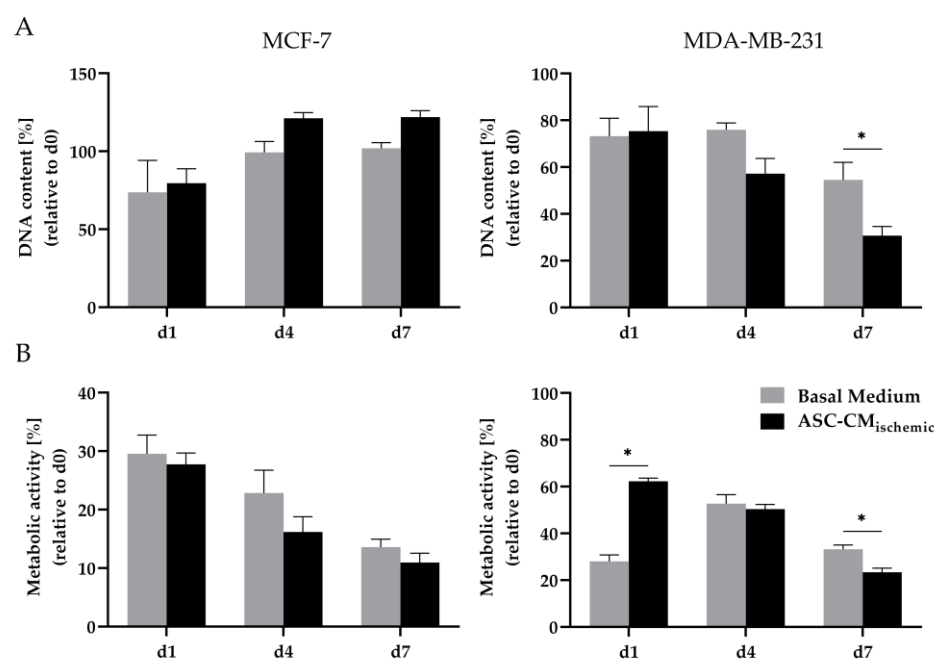 A
MCF-7
MDA-MB-231
DNA content [%]
(relative to d0)
150
100
50
0
d1
d4
d7
DNA content [%]
(relative to d0)
100
80
60
40
20
0
*
d1
d4
d7
B
Metabolic activity [%]
(relative to d0)
40
30
20
10
0
d1
d4
d7
Metabolic activity [%]
(relative to d0)
100
80
60
40
20
0
Basal Medium
ASC-CMischemic
*
*
d1
d4
d7